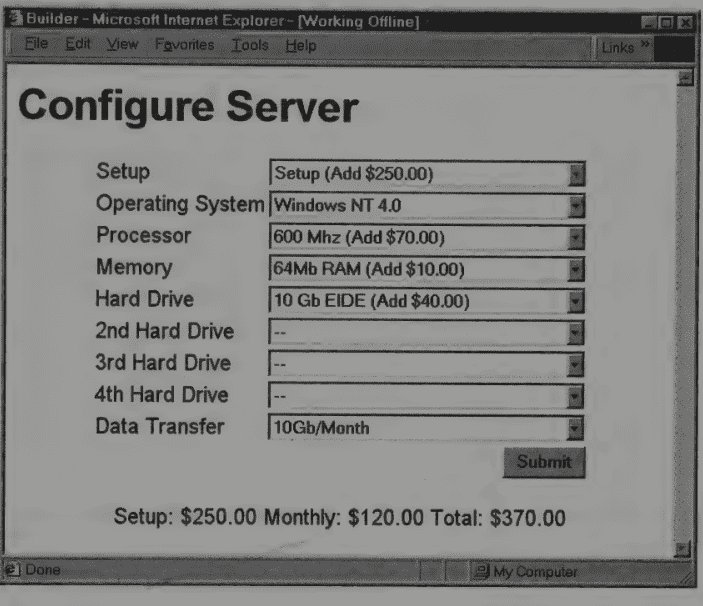 Builder - Microsoft Internet Explorer - [Working Offline]
File Edit View Favorites Tools Help Links »
Configure Server
Setup Setup (Add $250.00)
Operating System Windows NT 4.0
Processor 600 Mhz (Add $70.00)
Memory 64Mb RAM (Add $10.00)
Hard Drive 10 Gb EIDE (Add $40.00)
2nd Hard Drive --
3rd Hard Drive --
4th Hard Drive --
Data Transfer 10Gb/Month
Submit
Setup: $250.00 Monthly: $120.00 Total: $370.00
Done My Computer